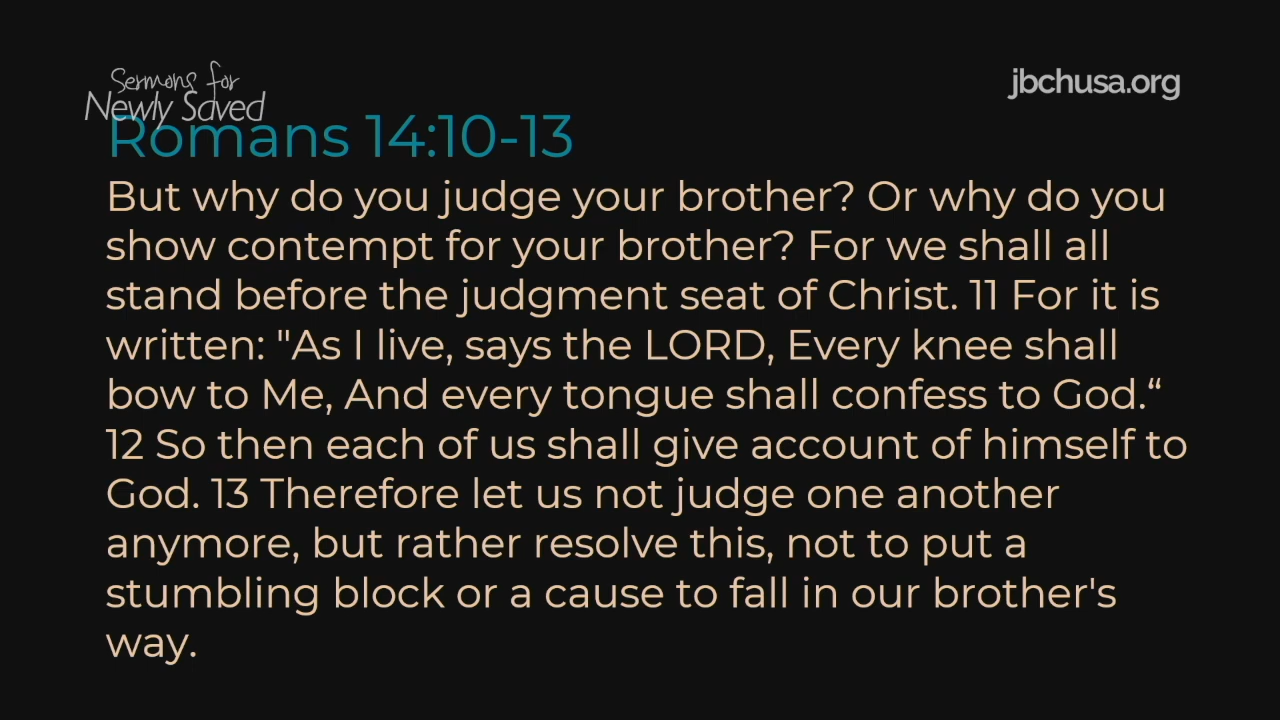 Sermons for
Newly Saved
jbchusa.org
Romans 14:10-13
But why do you judge your brother? Or why do you
show contempt for your brother? For we shall all
stand before the judgment seat of Christ. 11 For it is
written: "As I live, says the LORD, Every knee shall
bow to Me, And every tongue shall confess to God.“
12 So then each of us shall give account of himself to
God. 13 Therefore let us not judge one another
anymore, but rather resolve this, not to put a
stumbling block or a cause to fall in our brother's
way.